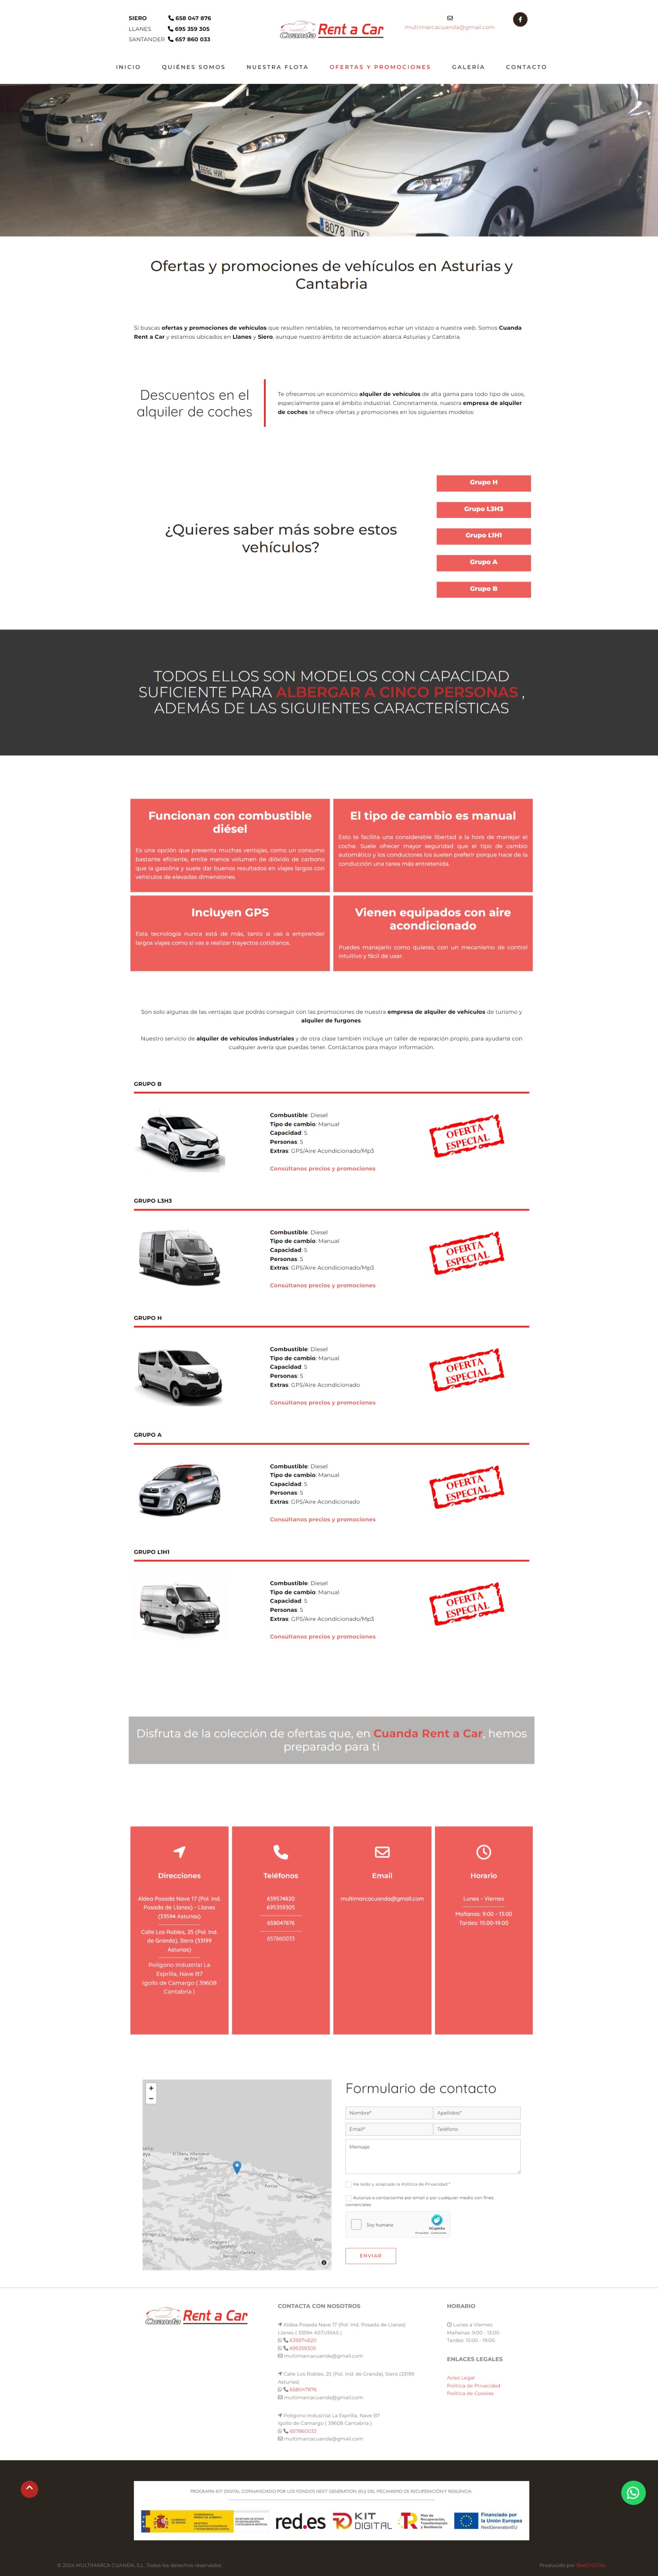 SIERO 658 047 876
LLANES 695 359 305
SANTANDER 657 860 033
Cuanda Rent a Car
multimarcacuanda@gmail.com
INICIO QUIÉNES SOMOS NUESTRA FLOTA OFERTAS Y PROMOCIONES GALERÍA CONTACTO
Ofertas y promociones de vehículos en Asturias y
Cantabria
Si buscas ofertas y promociones de vehículos que resulten rentables, te recomendamos echar un vistazo a nuestra web. Somos Cuanda
Rent a Car y estamos ubicados en Llanes y Siero, aunque nuestro ámbito de actuación abarca Asturias y Cantabria.
Descuentos en el
alquiler de coches
Te ofrecemos un económico alquiler de vehículos de alta gama para todo tipo de usos,
especialmente para el ámbito industrial. Concretamente, nuestra empresa de alquiler
de coches te ofrece ofertas y promociones en los siguientes modelos:
¿Quieres saber más sobre estos
vehículos?
Grupo H
Grupo L3H3
Grupo L1H1
Grupo A
Grupo B
TODOS ELLOS SON MODELOS CON CAPACIDAD
SUFICIENTE PARA ALBERGAR A CINCO PERSONAS ,
ADEMÁS DE LAS SIGUIENTES CARACTERÍSTICAS
Funcionan con combustible
diésel
Es una opción que presenta muchas ventajas, como un consumo
bastante eficiente, emite menos volumen de dióxido de carbono
que la gasolina y suele dar buenos resultados en viajes largos con
vehículos de elevadas dimensiones.
El tipo de cambio es manual
Esto te facilita una considerable libertad a la hora de manejar el
coche. Suele ofrecer mayor seguridad que el tipo de cambio
automático y los conductores los suelen preferir porque hace de la
conducción una tarea más entretenida.
Incluyen GPS
Esta tecnología nunca está de más, tanto si vas a emprender
largos viajes como si vas a realizar trayectos cotidianos.
Vienen equipados con aire
acondicionado
Puedes manejarlo como quieras, con un mecanismo de control
intuitivo y fácil de usar.
Son solo algunas de las ventajas que podrás conseguir con las promociones de nuestra empresa de alquiler de vehículos de turismo y
alquiler de furgones.
Nuestro servicio de alquiler de vehículos industriales y de otra clase también incluye un taller de reparación propio, para ayudarte con
cualquier avería que puedas tener. Contáctanos para mayor información.
GRUPO B
Combustible: Diesel
Tipo de cambio: Manual
Capacidad: 5
Personas: 5
Extras: GPS/Aire Acondicionado/Mp3
Consúltanos precios y promociones
OFERTA
ESPECIAL
GRUPO L3H3
Combustible: Diesel
Tipo de cambio: Manual
Capacidad: 5
Personas: 5
Extras: GPS/Aire Acondicionado/Mp3
Consúltanos precios y promociones
OFERTA
ESPECIAL
GRUPO H
Combustible: Diesel
Tipo de cambio: Manual
Capacidad: 5
Personas: 5
Extras: GPS/Aire Acondicionado
Consúltanos precios y promociones
OFERTA
ESPECIAL
GRUPO A
Combustible: Diesel
Tipo de cambio: Manual
Capacidad: 5
Personas: 5
Extras: GPS/Aire Acondicionado
Consúltanos precios y promociones
OFERTA
ESPECIAL
GRUPO L1H1
Combustible: Diesel
Tipo de cambio: Manual
Capacidad: 5
Personas: 5
Extras: GPS/Aire Acondicionado/Mp3
Consúltanos precios y promociones
OFERTA
ESPECIAL
Disfruta de la colección de ofertas que, en Cuanda Rent a Car, hemos
preparado para ti
Direcciones
Aldea Posada Nave 17 (Pol. Ind.
Posada de Llanes) - Llanes
(33594 Asturias)
Calle Los Robles, 25 (Pol. Ind.
de Granda), Siero (33199
Asturias)
Polígono Industrial La
Esprilla, Nave B7
Igollo de Camargo ( 39608
Cantabria )
Teléfonos
639574820
695359305
658047876
657860033
Email
multimarcacuanda@gmail.com
Horario
Lunes - Viernes
Mañanas: 9:00 - 13:00
Tardes: 15:00-19:00
Llanes
Formulario de contacto
Nombre* Apellidos*
Email* Teléfono
Mensaje
He leído y aceptado la Política de Privacidad *
Autorizo a contactarme por email o por cualquier medio con fines
comerciales
Soy humano
hCaptcha
ENVIAR
Cuanda Rent a Car
CONTACTA CON NOSOTROS
Aldea Posada Nave 17 (Pol. Ind. Posada de Llanes)
Llanes ( 33594 ASTURIAS )
639574820
695359305
multimarcacuanda@gmail.com
Calle Los Robles, 25 (Pol. Ind. de Granda), Siero (33199
Asturias)
658047876
multimarcacuanda@gmail.com
Polígono Industrial La Esprilla, Nave B7
Igollo de Camargo ( 39608 Cantabria )
657860033
multimarcacuanda@gmail.com
HORARIO
Lunes a Viernes
Mañanas: 9:00 - 13:00
Tardes: 15:00 - 19:00
ENLACES LEGALES
Aviso Legal
Política de Privacidad
Política de Cookies
PROGRAMA KIT DIGITAL COFINANCIADO POR LOS FONDOS NEXT GENERATION (EU) DEL MECANISMO DE RECUPERACIÓN Y RESILIENCIA
red.es
KIT
DIGITAL
Plan de
Recuperación,
Transformación
y Resiliencia
Financiado por
la Unión Europea
NextGenerationEU
© 2024 MULTIMARCA CUANDA, S.L. Todos los derechos reservados
Producido por BeeDIGITAL